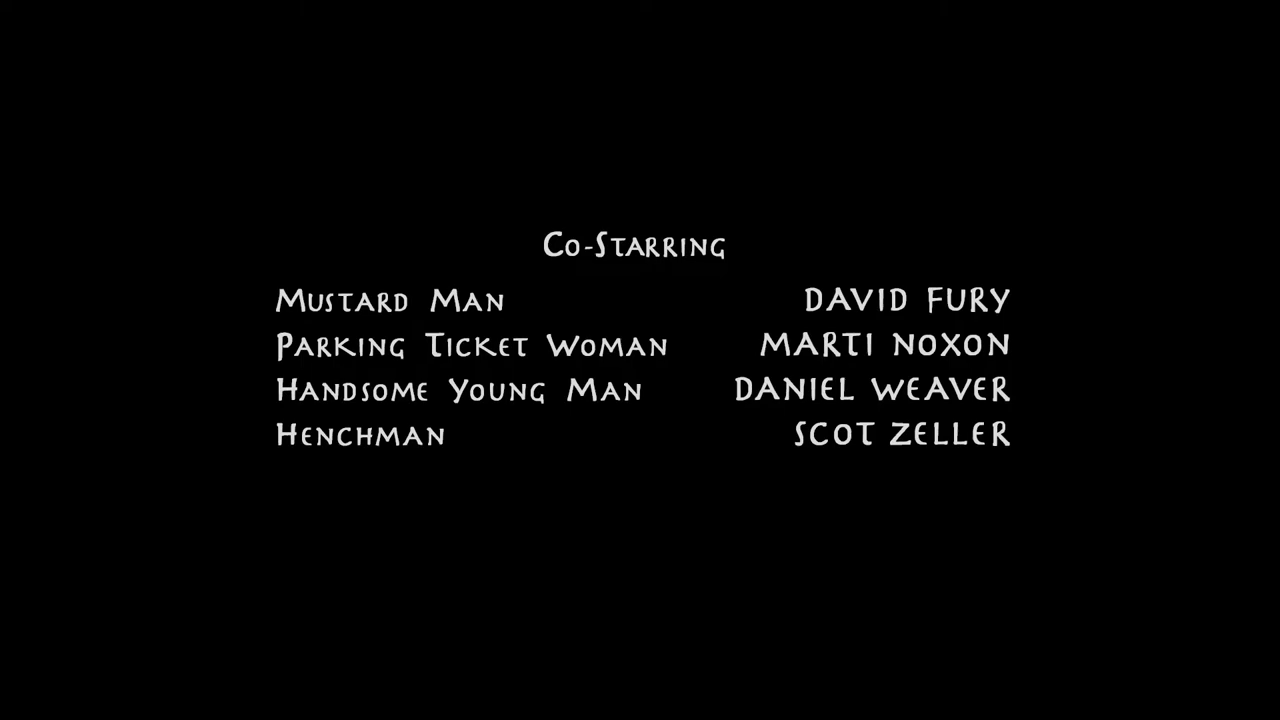 Co-Starring
Mustard Man DAVID FURY
Parking Ticket Woman MARTI NOXON
Handsome Young Man DANIEL WEAVER
Henchman SCOT ZELLER